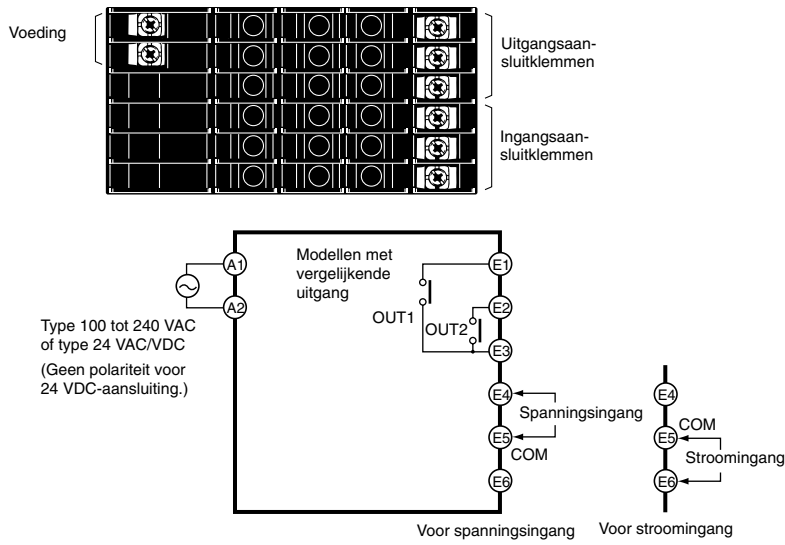 Voeding
Uitgangsaan-
sluitklemmen
Ingangsaan-
sluitklemmen
A1
A2
Type 100 tot 240 VAC
of type 24 VAC/VDC
(Geen polariteit voor
24 VDC-aansluiting.)
Modellen met
vergelijkende
uitgang
OUT1
OUT2
E1
E2
E3
E4
Spanningsingang
E5
COM
E6
Voor spanningsingang
E4
COM
E5
Stroomingang
E6
Voor stroomingang